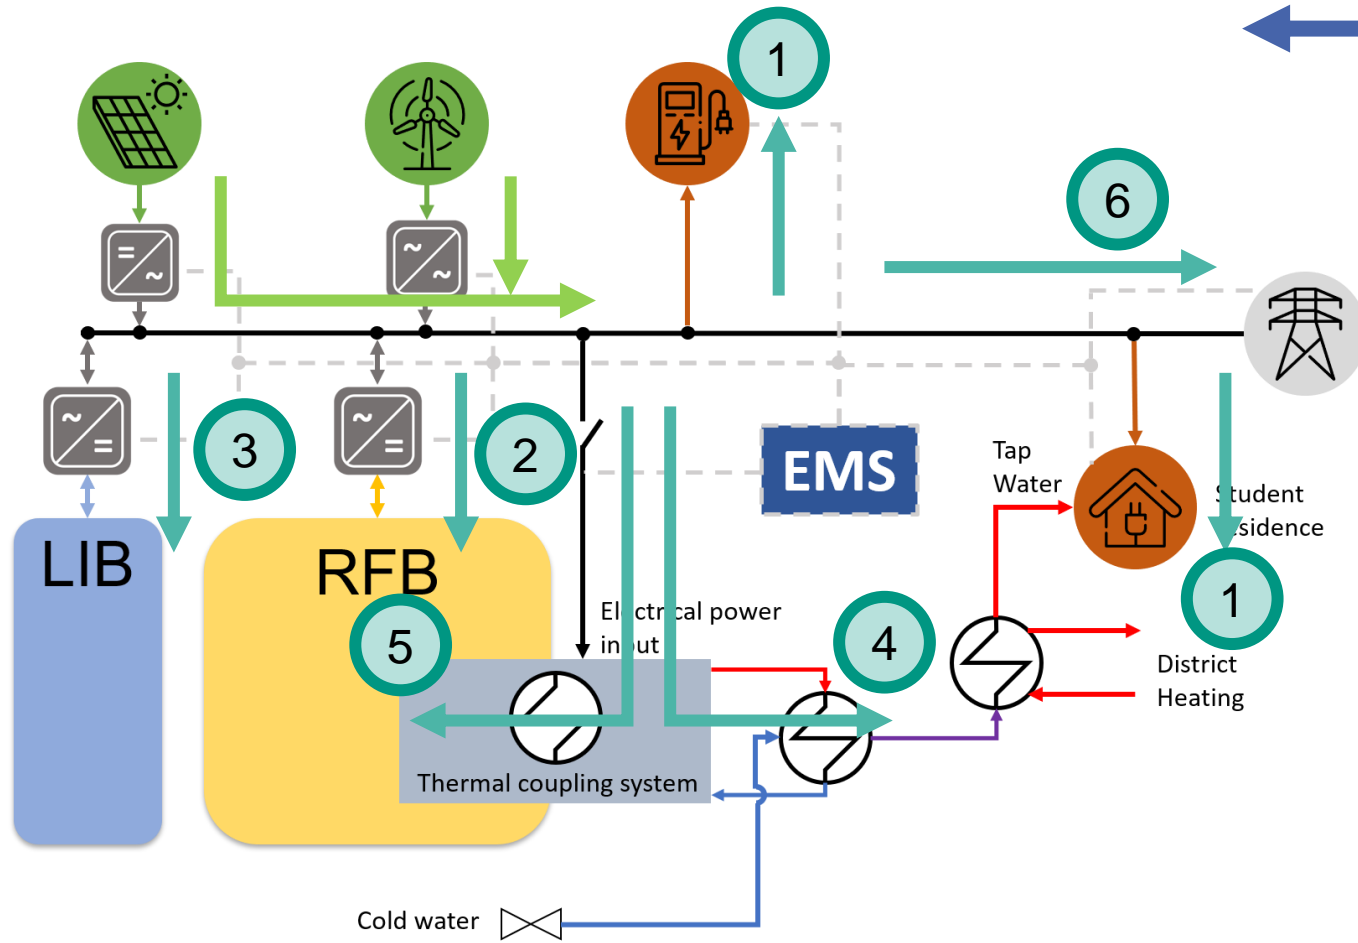 1
6
3
2
EMS
Tap
Water
Student
Residence
LIB
RFB
1
Electrical power
input
5
4
District
Heating
Thermal coupling system
Cold water